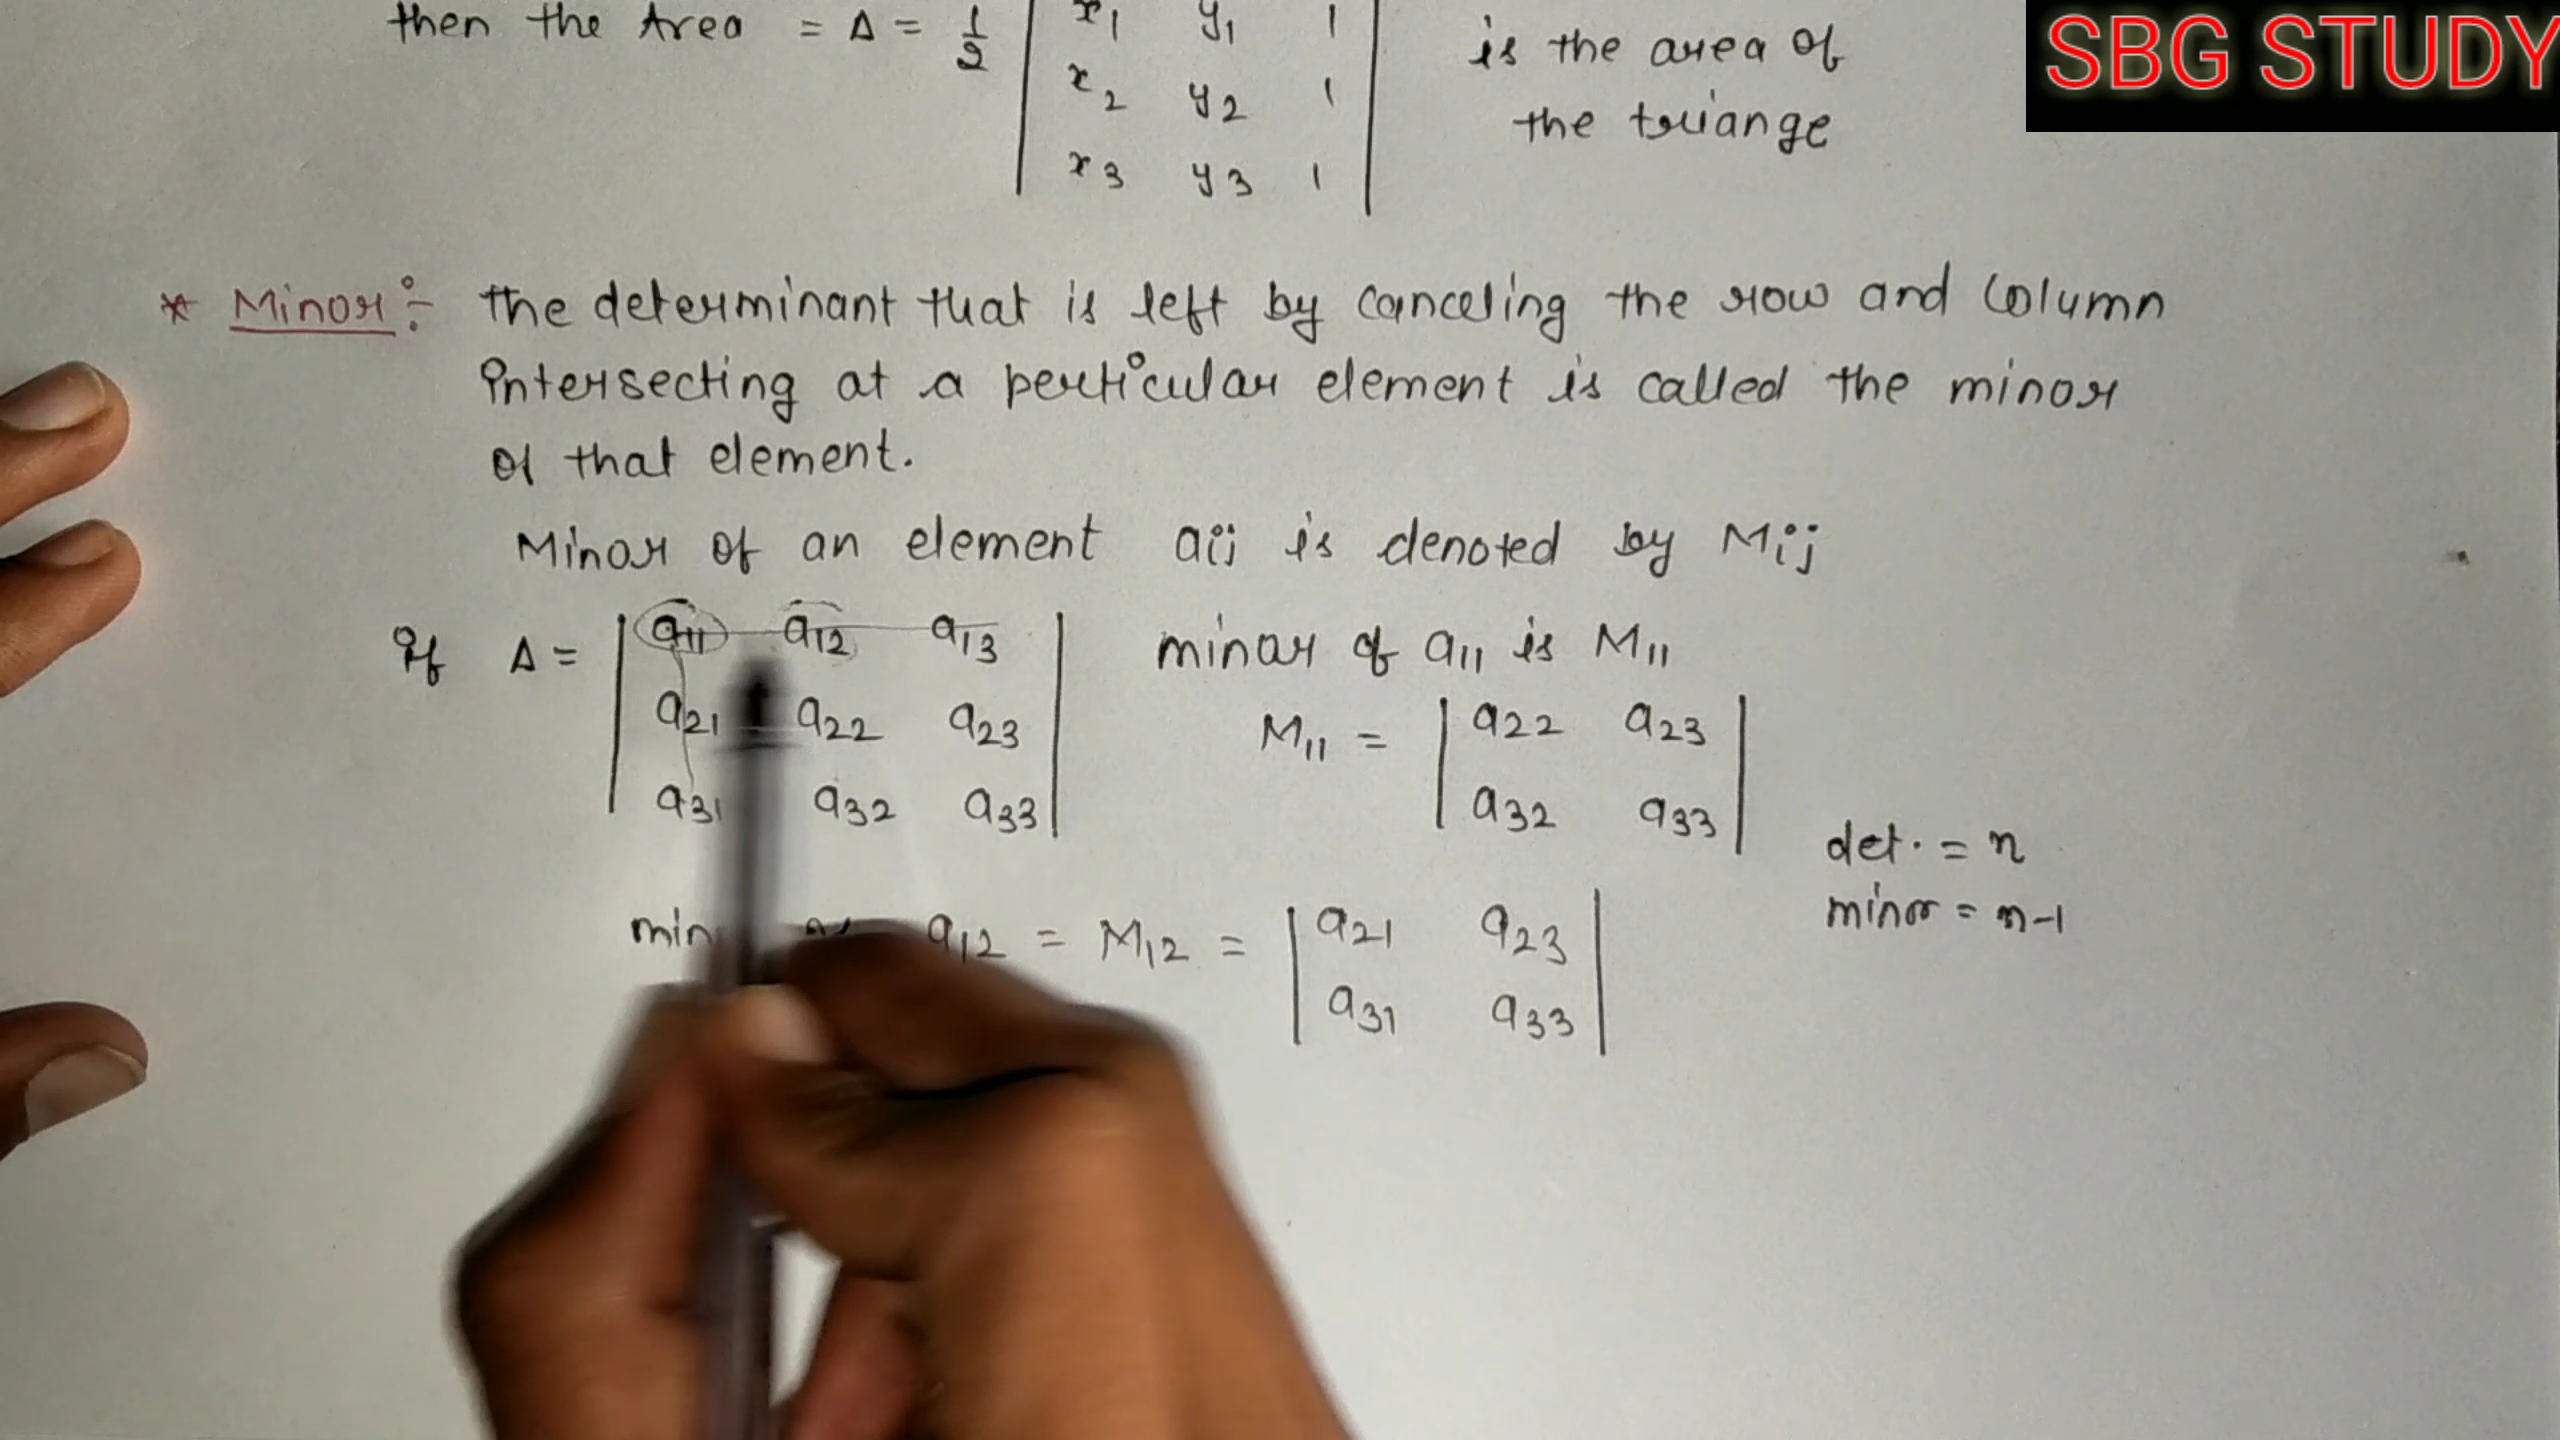 SBG STUDY
then the Area = Δ = 1/2 | x1 y1 1 | is the area of
| x2 y2 1 | the triange
| x3 y3 1 |
* Minor :- the determinant that is left by canceling the row and column
intersecting at a perticular element is called the minor
of that element.
Minor of an element aij is denoted by Mij
If Δ = | a11 a12 a13 | minor of a11 is M11
| a21 a22 a23 | M11 = | a22 a23 |
| a31 a32 a33 | | a32 a33 |
det. = n
minor = n-1
a12 = M12 = | a21 a23 |
| a31 a33 |